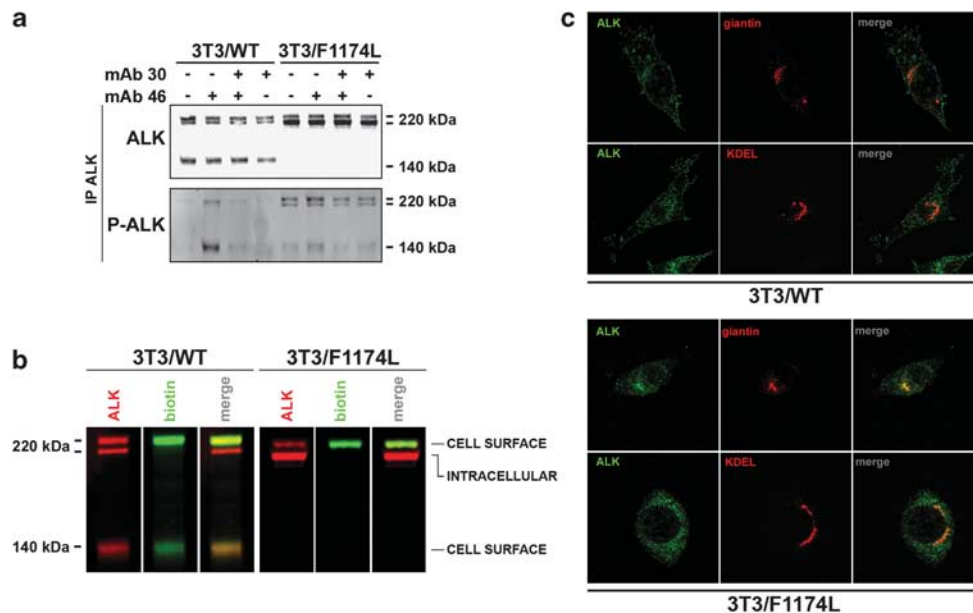 a
3T3/WT 3T3/F1174L
mAb 30 - - + + - - + +
mAb 46 - + + - - + + -
IP ALK
ALK
220 kDa
140 kDa
P-ALK
220 kDa
140 kDa
b
3T3/WT 3T3/F1174L
ALK biotin merge ALK biotin merge
220 kDa
140 kDa
CELL SURFACE
INTRACELLULAR
CELL SURFACE
c
ALK giantin merge
ALK KDEL merge
3T3/WT
ALK giantin merge
ALK KDEL merge
3T3/F1174L